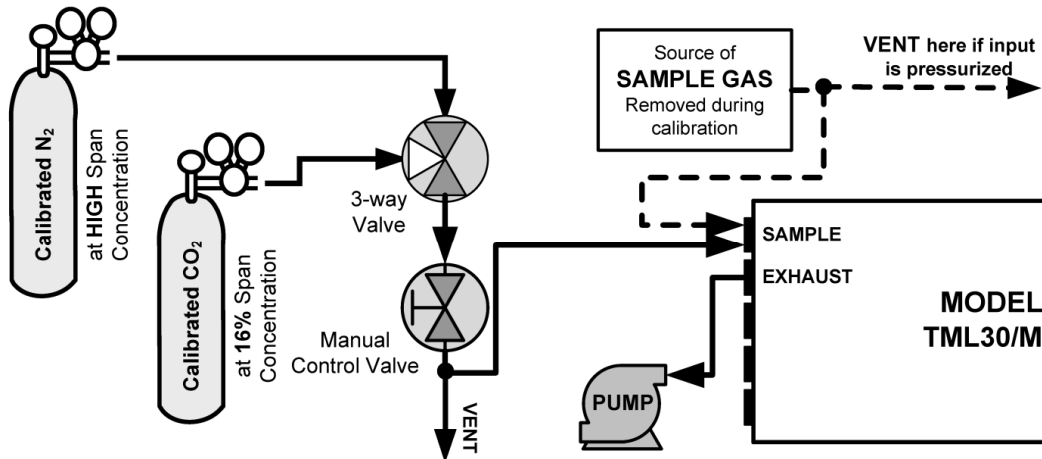 Calibrated N₂
at HIGH Span
Concentration
Calibrated CO₂
at 16% Span
Concentration
3-way
Valve
Manual
Control Valve
VENT
Source of
SAMPLE GAS
Removed during
calibration
VENT here if input
is pressurized
SAMPLE
EXHAUST
MODEL
TML30/M
PUMP